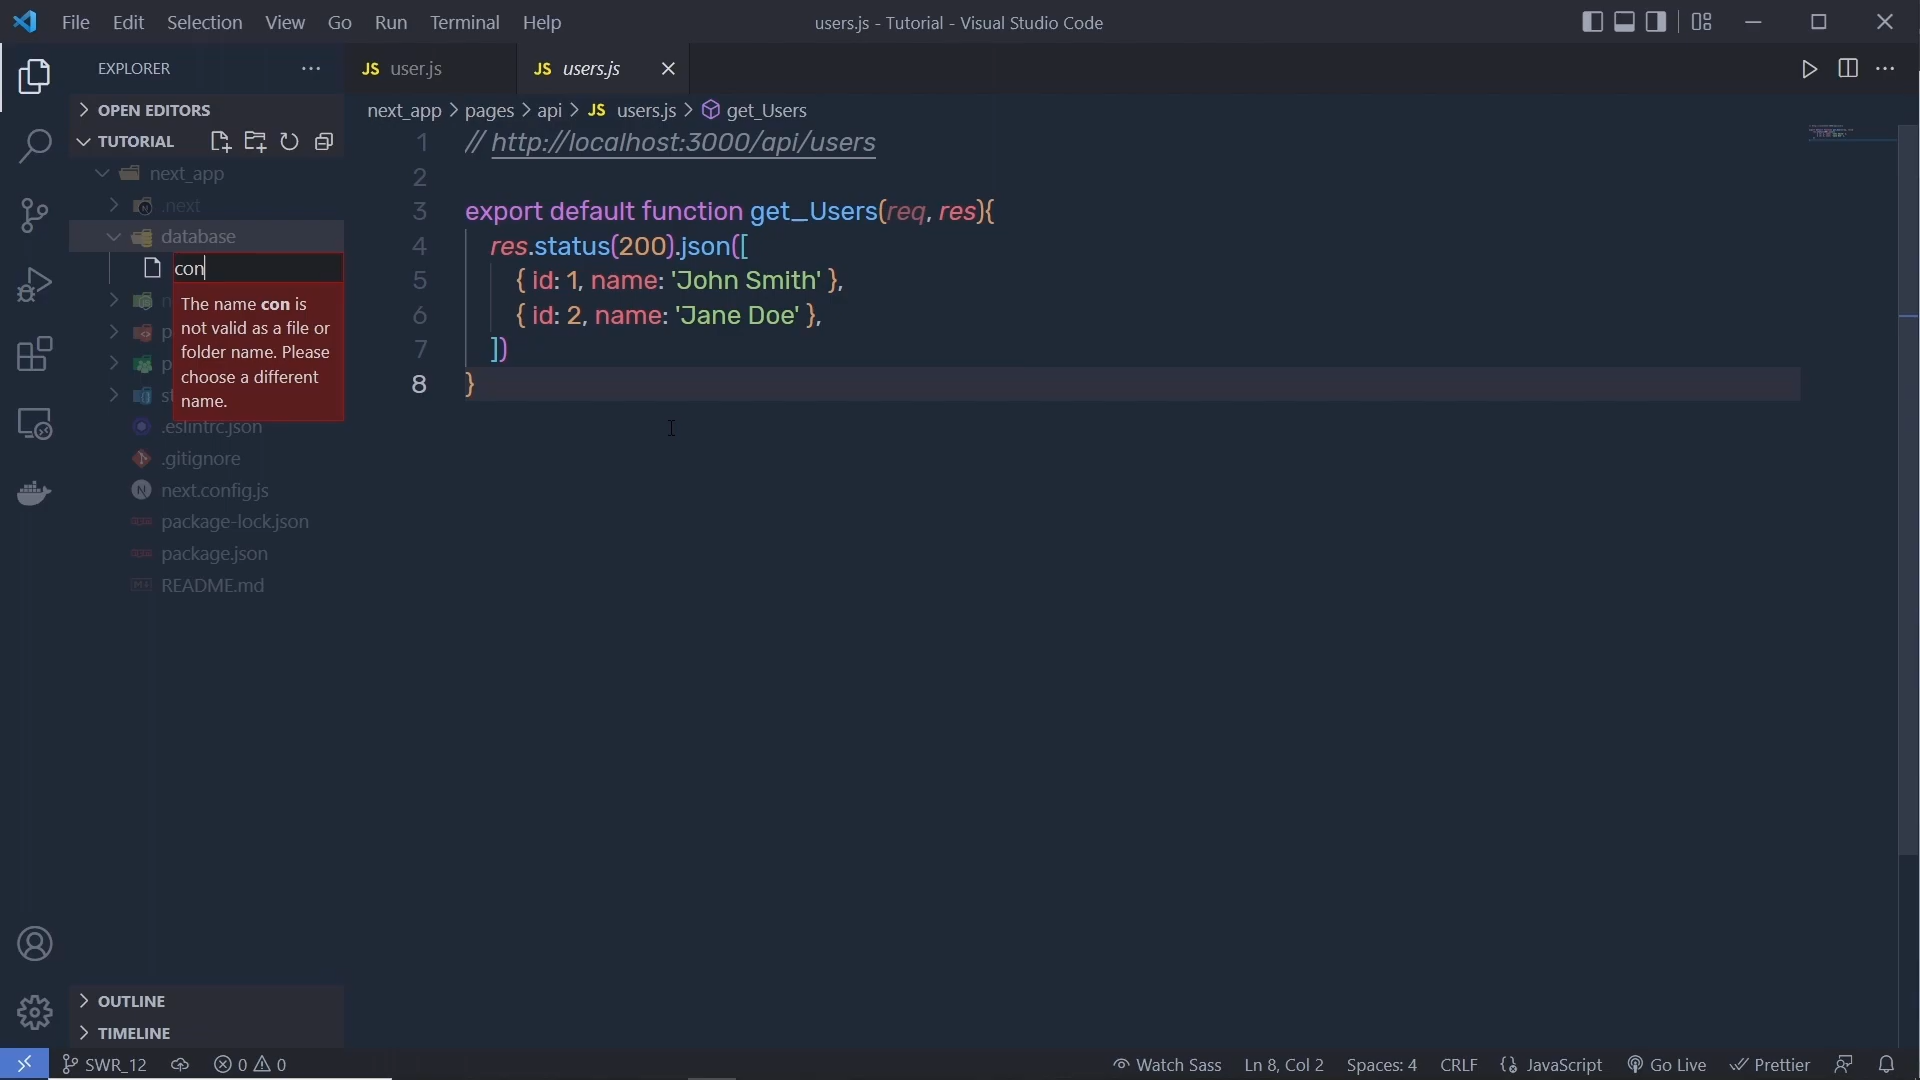 File Edit Selection View Go Run Terminal Help
users.js - Tutorial - Visual Studio Code
EXPLORER
JS user.js
JS users.js
OPEN EDITORS
TUTORIAL
next_app
.next
database
con
The name con is
not valid as a file or
folder name. Please
choose a different
name.
.eslintrc.json
.gitignore
next.config.js
package-lock.json
package.json
README.md
OUTLINE
TIMELINE
next_app > pages > api > JS users.js > get_Users
1 // http://localhost:3000/api/users
2
3 export default function get_Users(req, res){
4 res.status(200).json([
5 { id: 1, name: 'John Smith' },
6 { id: 2, name: 'Jane Doe' },
7 ])
8 }
SWR_12 0 0 Watch Sass Ln 8, Col 2 Spaces: 4 CRLF JavaScript Go Live Prettier